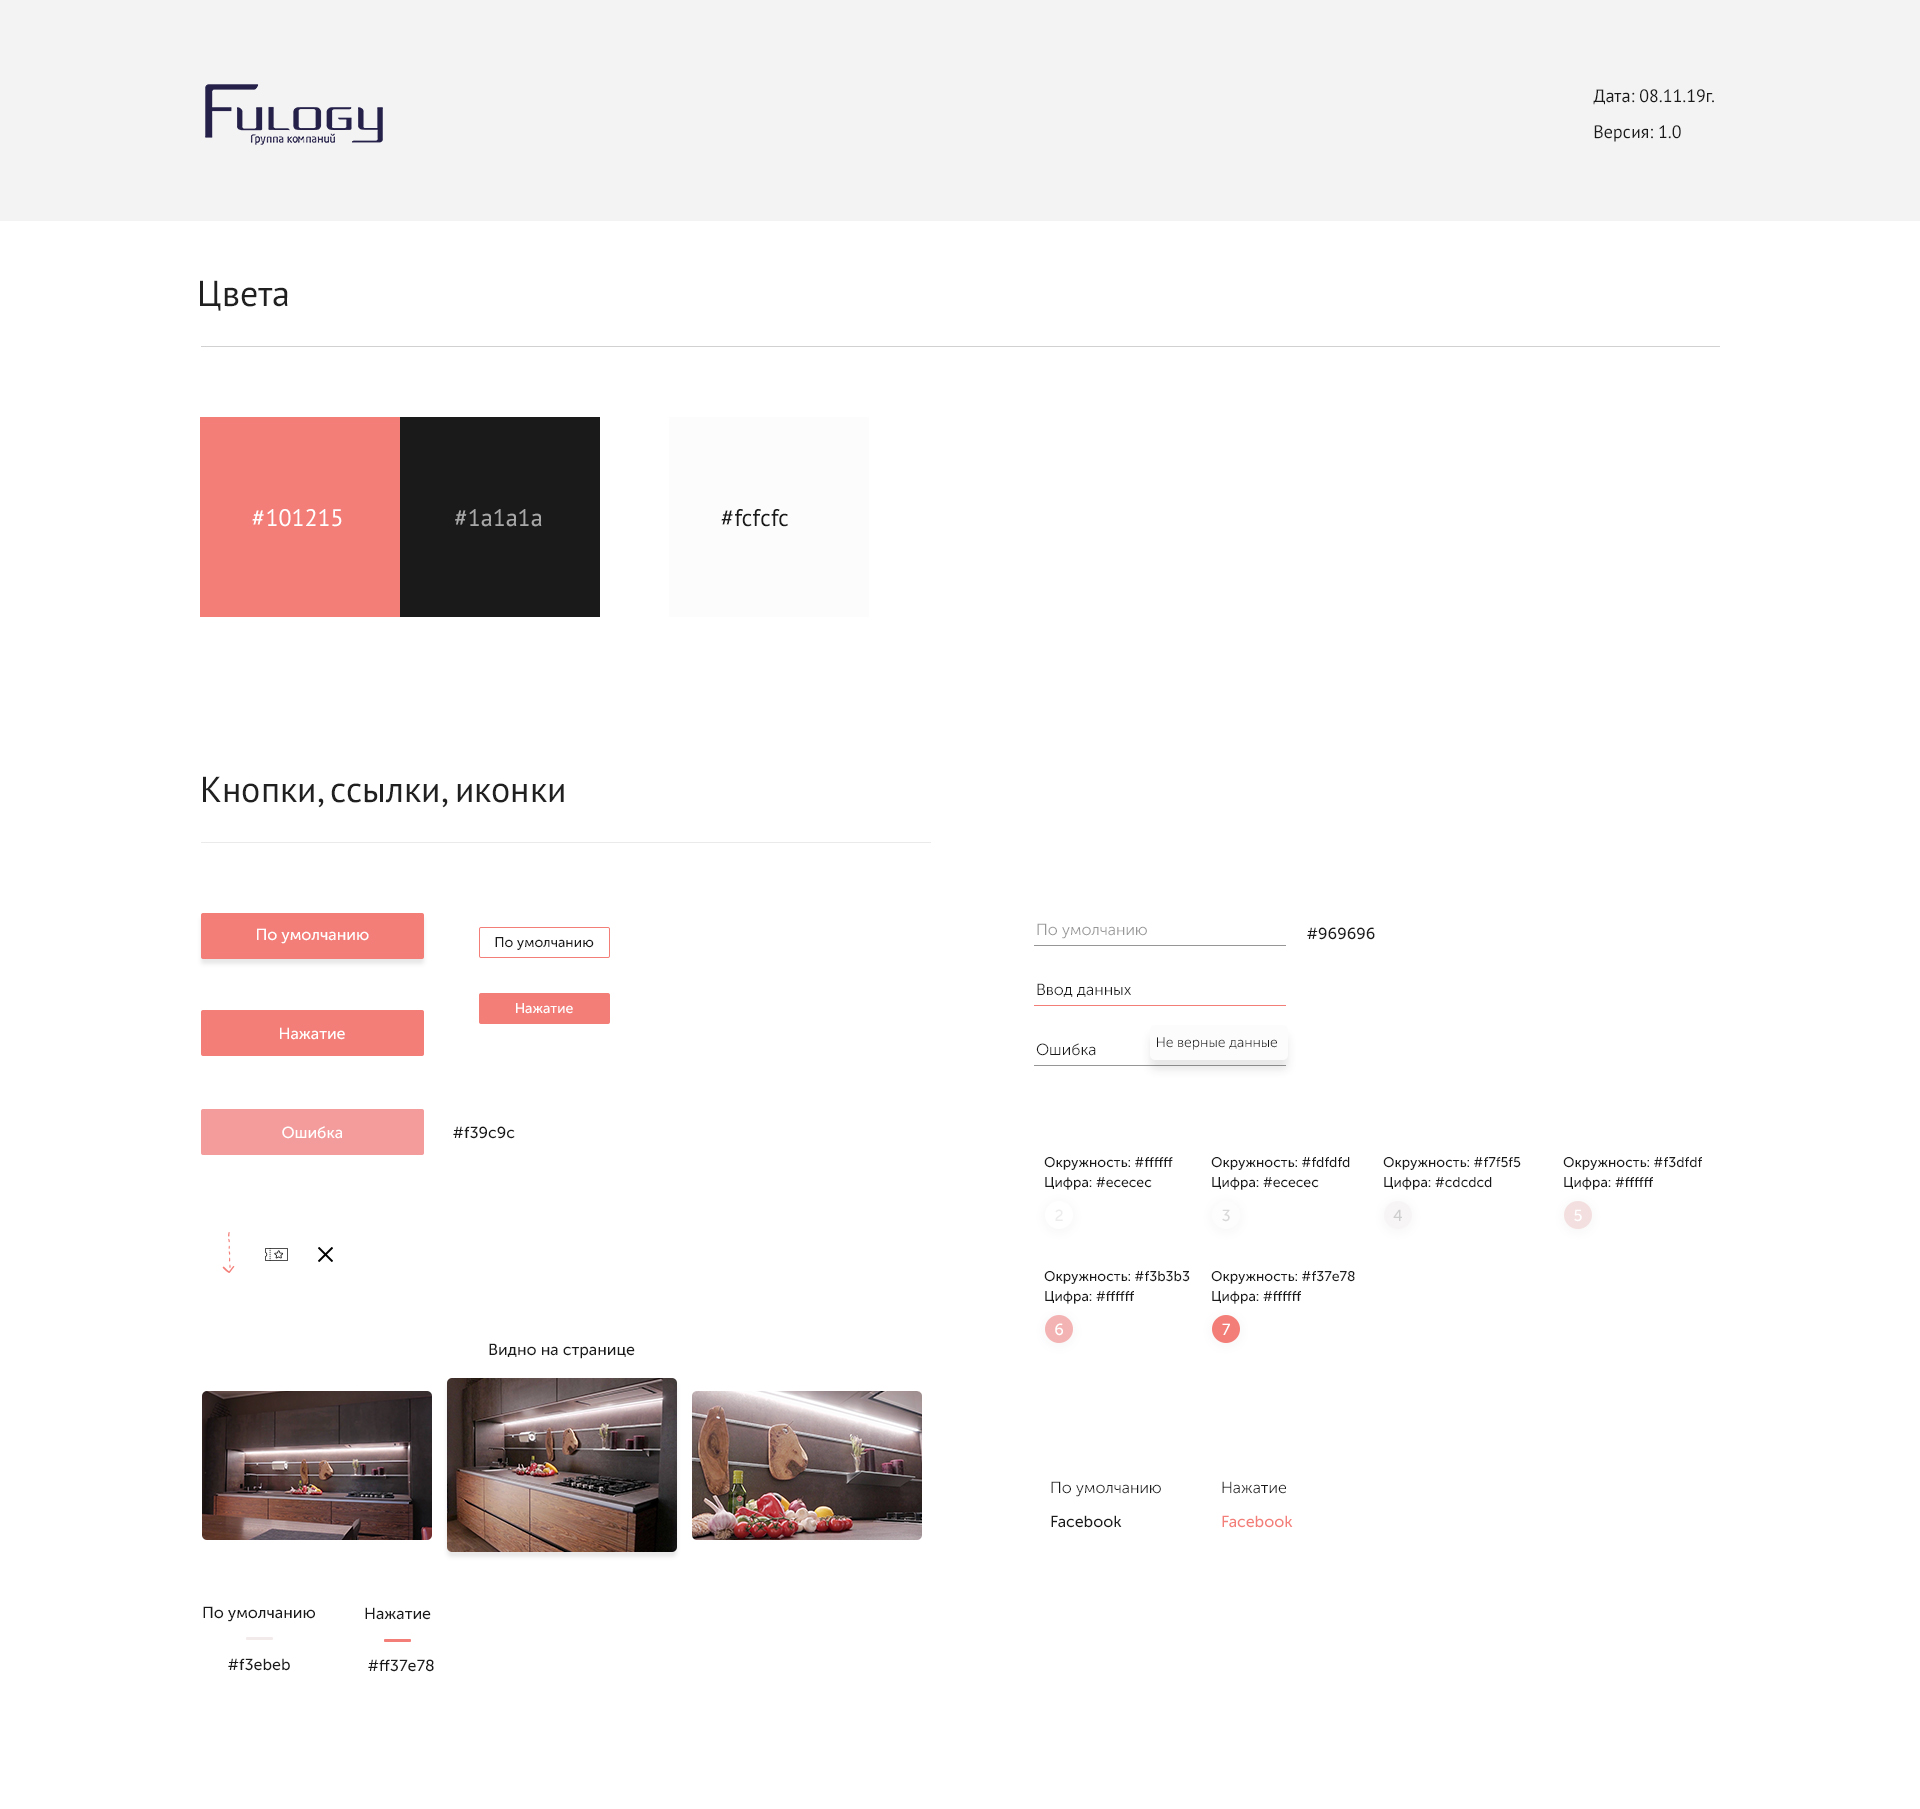 Fulogy
Группа компаний
Дата: 08.11.19г.
Версия: 1.0
Цвета
#101215
#1a1a1a
#fcfcfc
Кнопки, ссылки, иконки
По умолчанию
По умолчанию
Нажатие
Нажатие
Ошибка
#f39c9c
По умолчанию
#969696
Ввод данных
Ошибка
Не верные данные
Окружность: #ffffff
Цифра: #ececec
2
Окружность: #fdfdfd
Цифра: #ececec
3
Окружность: #f7f5f5
Цифра: #cdcdcd
4
Окружность: #f3dfdf
Цифра: #ffffff
5
Окружность: #f3b3b3
Цифра: #ffffff
6
Окружность: #f37e78
Цифра: #ffffff
7
Видно на странице
По умолчанию
Facebook
Нажатие
Facebook
По умолчанию
#f3ebeb
Нажатие
#ff37e78